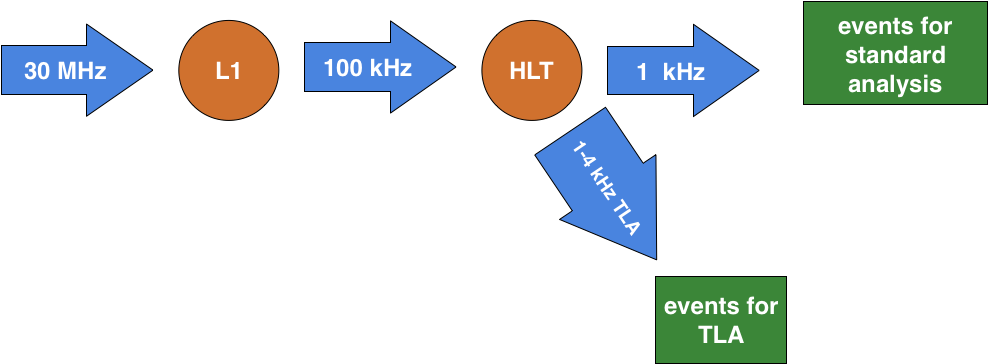 30 MHz
L1
100 kHz
HLT
1 kHz
events for
standard
analysis
1-4 kHz TLA
events for
TLA